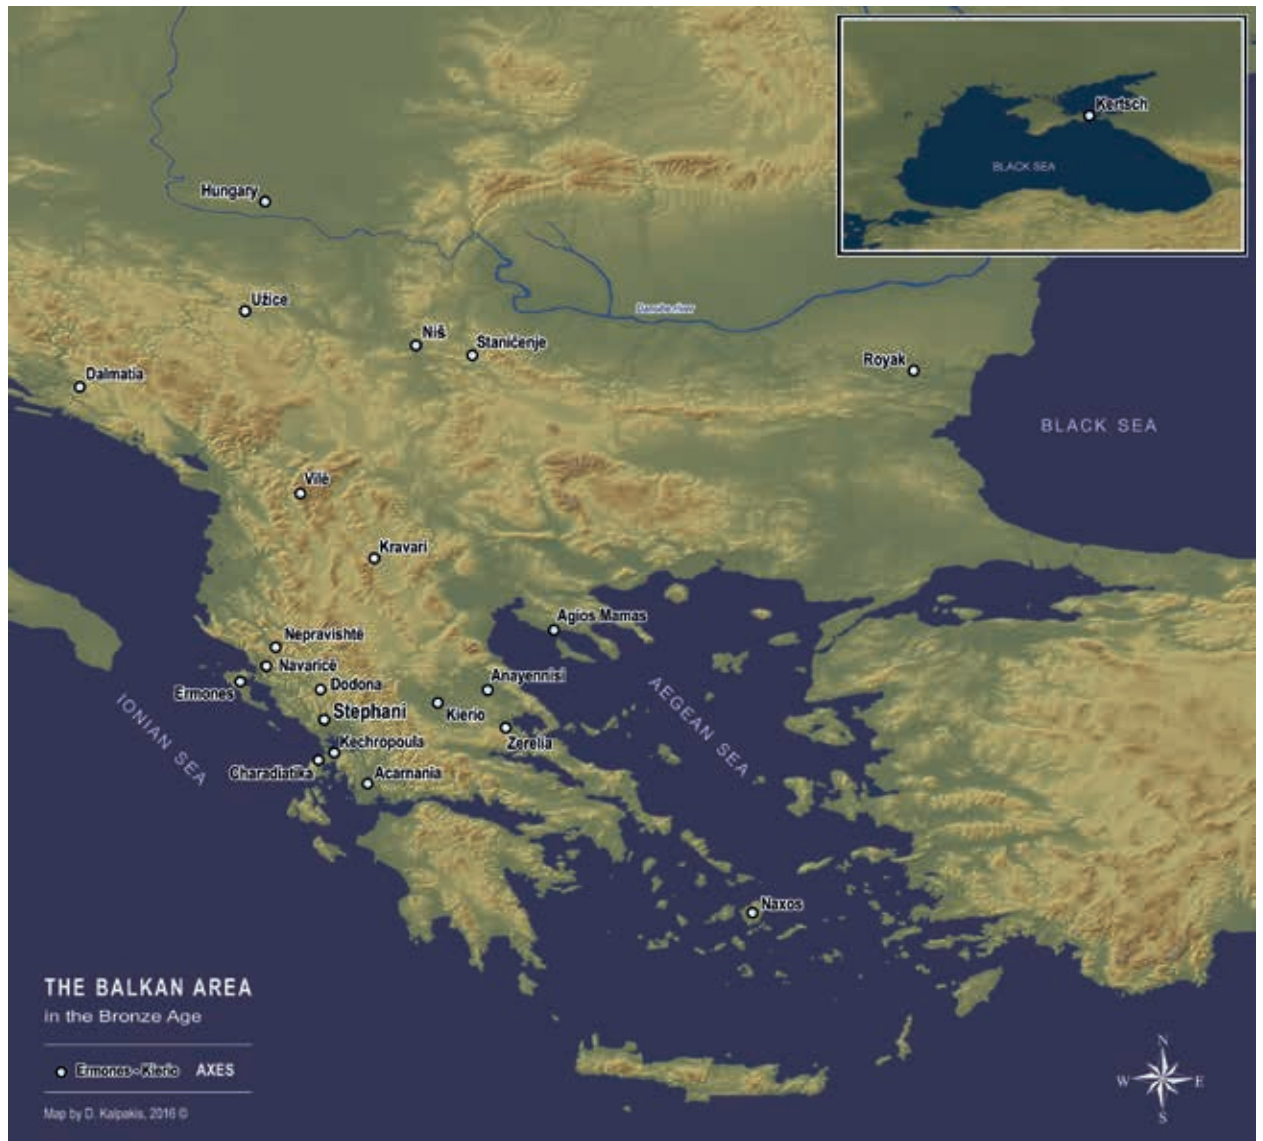 Kertsch
BLACK SEA
Hungary
Užice
Danube river
Niš
Staničenje
Royak
Dalmatia
BLACK SEA
Vilë
Kravari
Agios Mamas
Nepravishtë
Navaricë
Ermones
Dodona
Anayennisi
IONIAN SEA
AEGEAN SEA
Stephani
Kierio
Kechropoula
Zerelia
Charadiatika
Acarnania
Naxos
THE BALKAN AREA
in the Bronze Age
Ermones - Kierio AXES
Map by D. Kalpakis, 2016 ©
N
W E
S